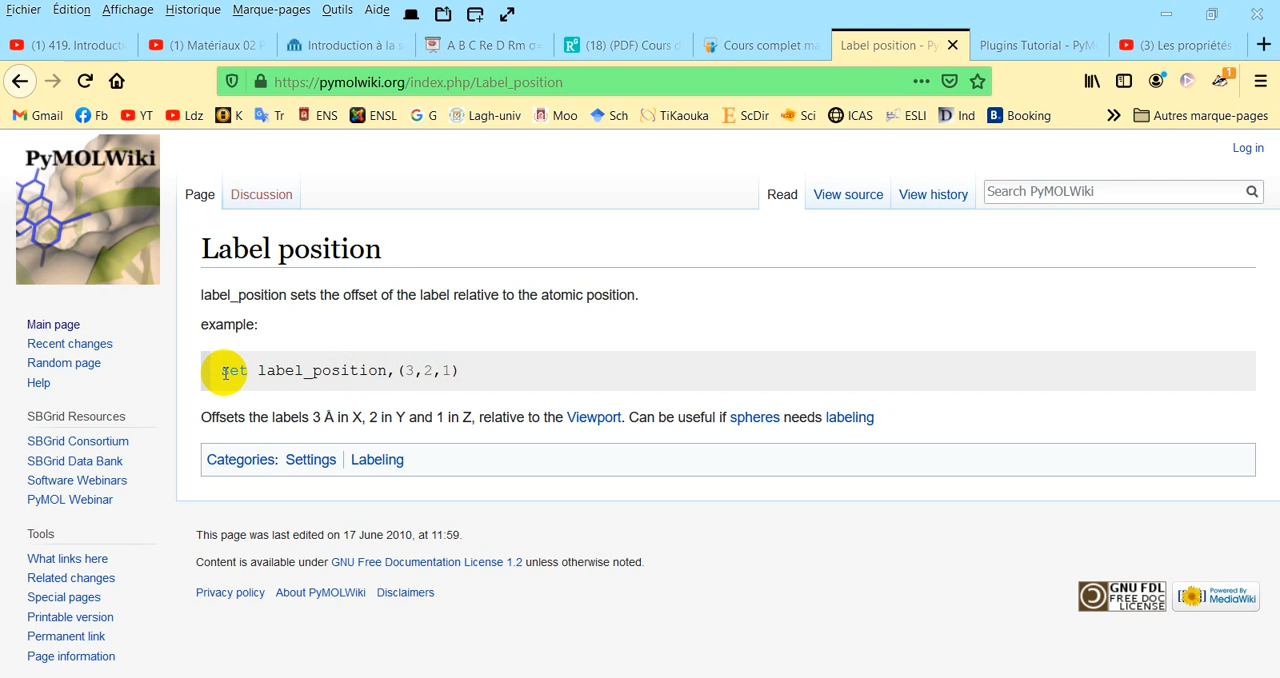 Fichier Édition Affichage Historique Marque-pages Outils Aide
(1) 419. Introducti (1) Matériaux 02 P Introduction à la s A B C Re D Rm σ= (18) (PDF) Cours d Cours complet ma Label position - Py Plugins Tutorial - PyM (3) Les propriétés
https://pymolwiki.org/index.php/Label_position
1
Gmail Fb YT Ldz K Tr ENS ENSL G Lagh-univ Moo Sch TiKaouka ScDir Sci ICAS ESLI Ind Booking Autres marque-pages
PyMOLWiki
Log in
Page Discussion Read View source View history Search PyMOLWiki
Label position
label_position sets the offset of the label relative to the atomic position.
example:
set label_position,(3,2,1)
Offsets the labels 3 Å in X, 2 in Y and 1 in Z, relative to the Viewport. Can be useful if spheres needs labeling
Categories: Settings Labeling
Main page
Recent changes
Random page
Help
SBGrid Resources
SBGrid Consortium
SBGrid Data Bank
Software Webinars
PyMOL Webinar
Tools
What links here
Related changes
Special pages
Printable version
Permanent link
Page information
This page was last edited on 17 June 2010, at 11:59.
Content is available under GNU Free Documentation License 1.2 unless otherwise noted.
Privacy policy About PyMOLWiki Disclaimers
GNU FDL
FREE DOC
LICENSE
Powered By
MediaWiki